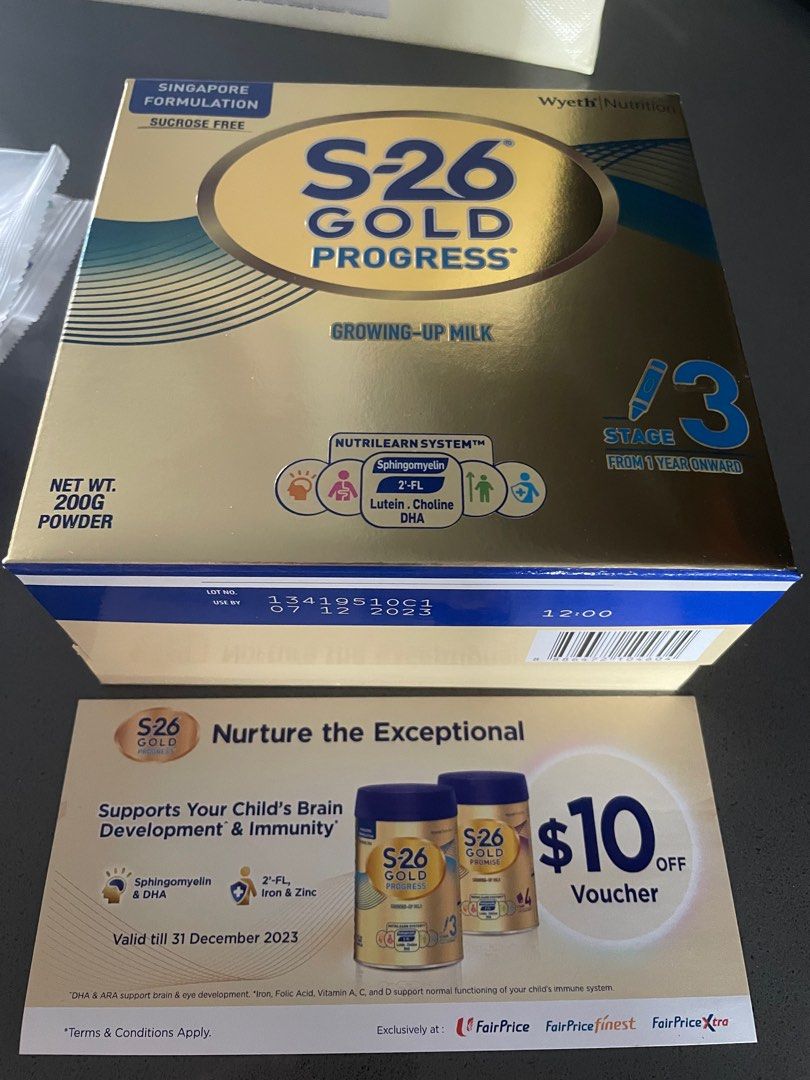 SINGAPORE
FORMULATION
SUCROSE FREE
Wyeth® Nutrition
S-26®
GOLD
PROGRESS®
GROWING-UP MILK
3
STAGE
FROM 1 YEAR ONWARD
NUTRILEARN SYSTEM™
Sphingomyelin
2'-FL
Lutein . Choline
DHA
NET WT.
200G
POWDER
LOT NO. 13419510C1
USE BY 07 12 2023 12:00
S-26
GOLD
PROGRESS
Nurture the Exceptional
Supports Your Child's Brain
Development^ & Immunity*
Sphingomyelin
& DHA
2'-FL,
Iron & Zinc
Valid till 31 December 2023
S-26
GOLD
PROGRESS
GROWING-UP MILK
3
S-26
GOLD
PROMISE
4
$10 OFF
Voucher
^DHA & ARA support brain & eye development. *Iron, Folic Acid, Vitamin A, C, and D support normal functioning of your child's immune system.
*Terms & Conditions Apply.
Exclusively at : FairPrice FairPrice finest FairPrice Xtra